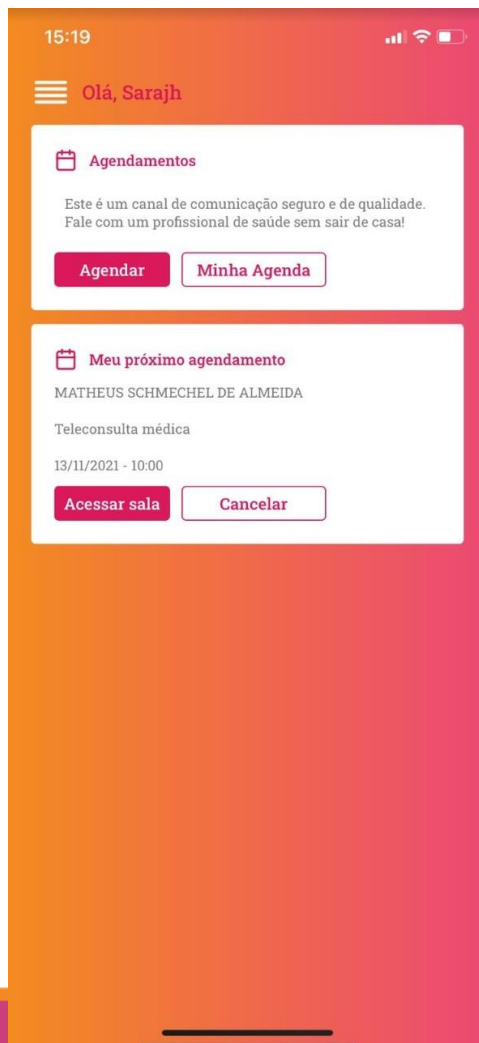 15:19
Olá, Sarajh
Agendamentos
Este é um canal de comunicação seguro e de qualidade.
Fale com um profissional de saúde sem sair de casa!
Agendar Minha Agenda
Meu próximo agendamento
MATHEUS SCHMECHEL DE ALMEIDA
Teleconsulta médica
13/11/2021 - 10:00
Acessar sala Cancelar